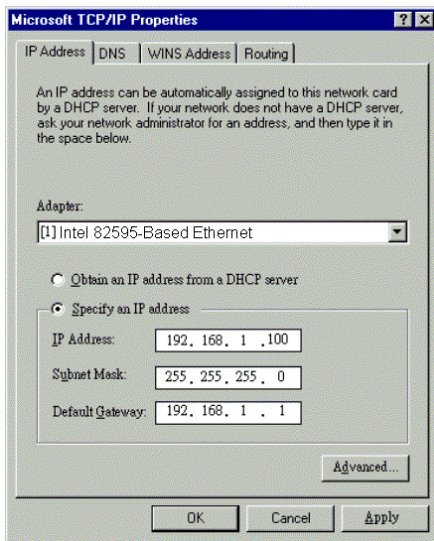 Microsoft TCP/IP Properties
IP Address DNS WINS Address Routing
An IP address can be automatically assigned to this network card
by a DHCP server. If your network does not have a DHCP server,
ask your network administrator for an address, and then type it in
the space below.
Adapter:
[1] Intel 82595-Based Ethernet
Obtain an IP address from a DHCP server
Specify an IP address
IP Address: 192. 168. 1 .100
Subnet Mask: 255. 255. 255. 0
Default Gateway: 192. 168. 1 . 1
Advanced...
OK Cancel Apply